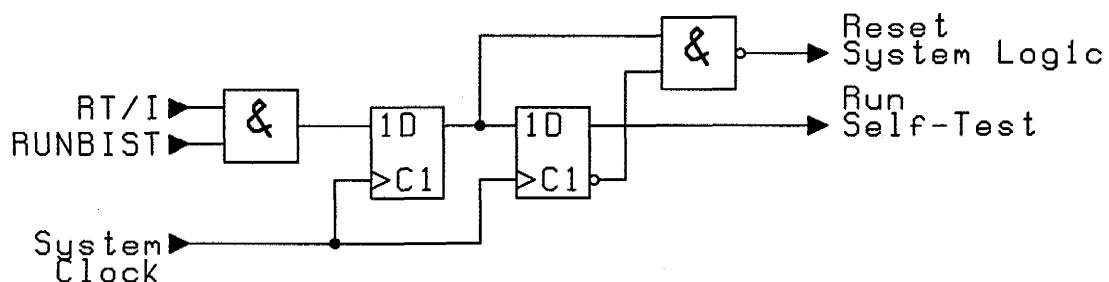 &
Reset
System Logic
RT/I
RUNBIST
&
1D
C1
1D
C1
Run
Self-Test
System
Clock